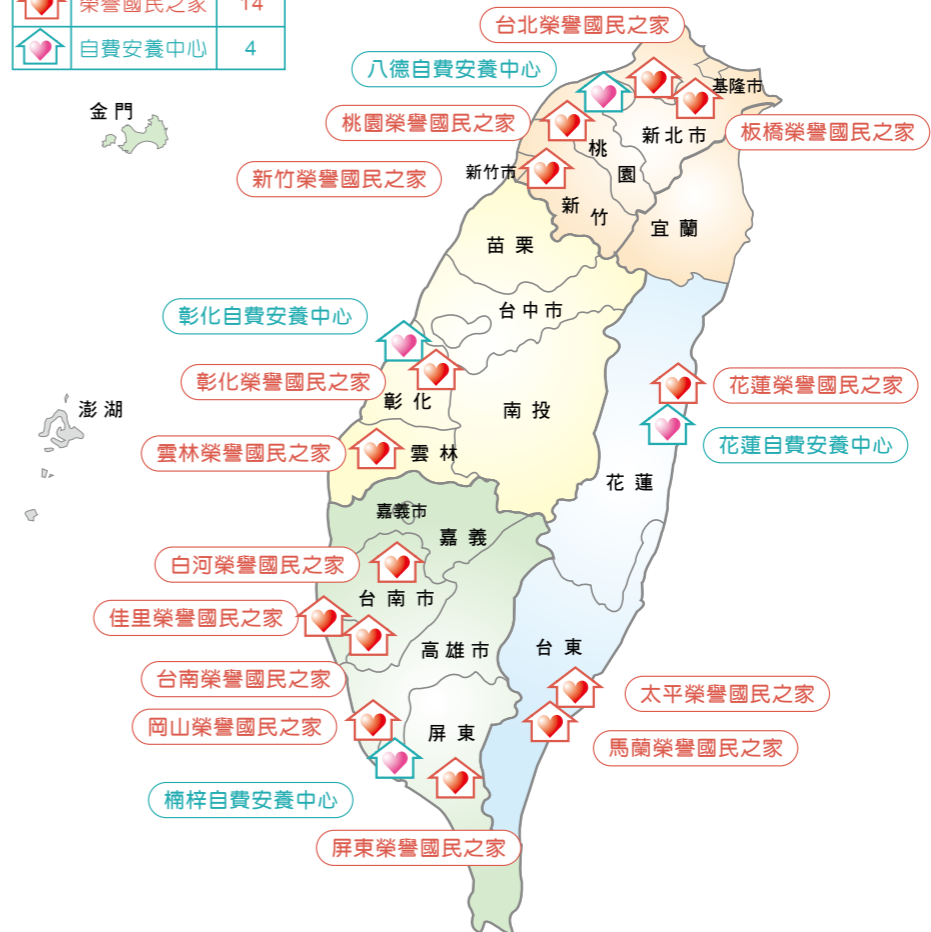 榮譽國民之家 14
自費安養中心 4
台北榮譽國民之家
八德自費安養中心
基隆市
金門
桃園榮譽國民之家
新北市
板橋榮譽國民之家
桃園
新竹榮譽國民之家
新竹市
新竹
宜蘭
苗栗
台中市
彰化自費安養中心
彰化榮譽國民之家
花蓮榮譽國民之家
彰化
南投
澎湖
花蓮自費安養中心
雲林榮譽國民之家
雲林
花蓮
嘉義市
嘉義
白河榮譽國民之家
台南市
佳里榮譽國民之家
高雄市
台東
台南榮譽國民之家
太平榮譽國民之家
岡山榮譽國民之家
屏東
馬蘭榮譽國民之家
楠梓自費安養中心
屏東榮譽國民之家